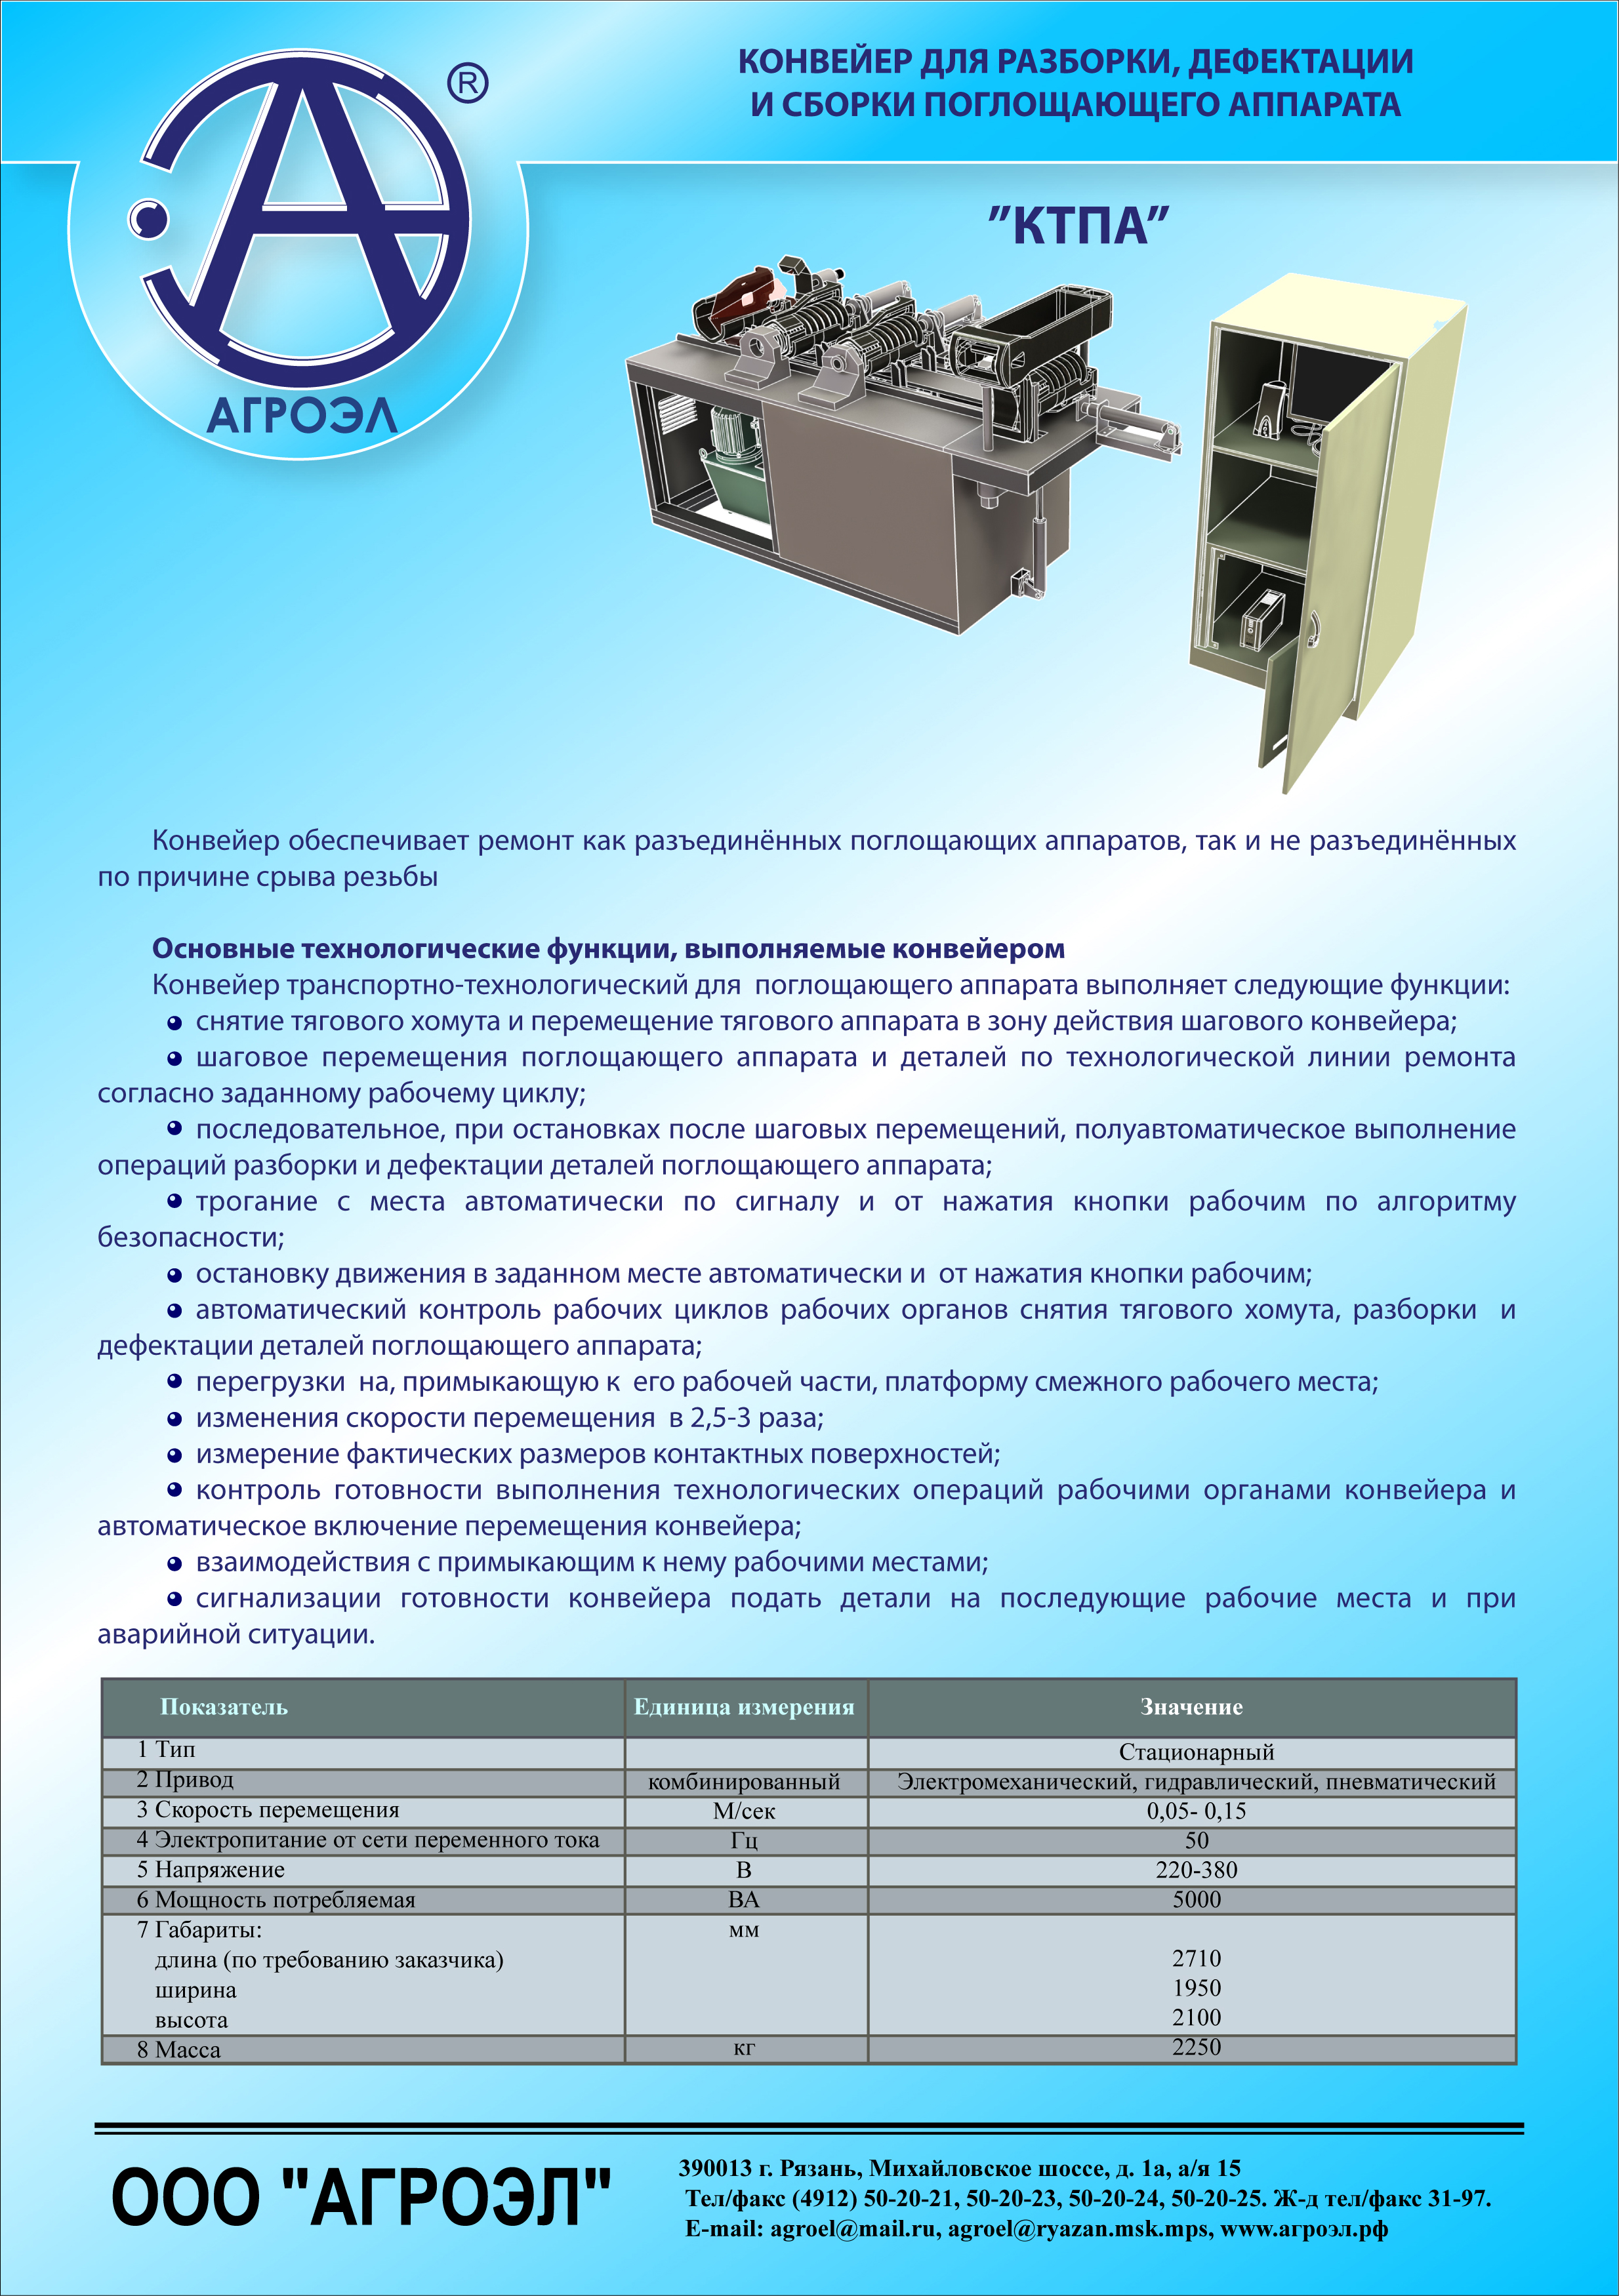 ®
КОНВЕЙЕР ДЛЯ РАЗБОРКИ, ДЕФЕКТАЦИИ
И СБОРКИ ПОГЛОЩАЮЩЕГО АППАРАТА
АГРОЭЛ
"КТПА"
Конвейер обеспечивает ремонт как разъединённых поглощающих аппаратов, так и не разъединённых
по причине срыва резьбы
Основные технологические функции, выполняемые конвейером
Конвейер транспортно-технологический для поглощающего аппарата выполняет следующие функции:
снятие тягового хомута и перемещение тягового аппарата в зону действия шагового конвейера;
шаговое перемещения поглощающего аппарата и деталей по технологической линии ремонта
согласно заданному рабочему циклу;
последовательное, при остановках после шаговых перемещений, полуавтоматическое выполнение
операций разборки и дефектации деталей поглощающего аппарата;
трогание с места автоматически по сигналу и от нажатия кнопки рабочим по алгоритму
безопасности;
остановку движения в заданном месте автоматически и от нажатия кнопки рабочим;
автоматический контроль рабочих циклов рабочих органов снятия тягового хомута, разборки и
дефектации деталей поглощающего аппарата;
перегрузки на, примыкающую к его рабочей части, платформу смежного рабочего места;
изменения скорости перемещения в 2,5-3 раза;
измерение фактических размеров контактных поверхностей;
контроль готовности выполнения технологических операций рабочими органами конвейера и
автоматическое включение перемещения конвейера;
взаимодействия с примыкающим к нему рабочими местами;
сигнализации готовности конвейера подать детали на последующие рабочие места и при
аварийной ситуации.
Показатель Единица измерения Значение
1 Тип Стационарный
2 Привод комбинированный Электромеханический, гидравлический, пневматический
3 Скорость перемещения М/сек 0,05- 0,15
4 Электропитание от сети переменного тока Гц 50
5 Напряжение В 220-380
6 Мощность потребляемая ВА 5000
7 Габариты: мм
длина (по требованию заказчика) 2710
ширина 1950
высота 2100
8 Масса кг 2250
ООО "АГРОЭЛ"
390013 г. Рязань, Михайловское шоссе, д. 1а, а/я 15
Тел/факс (4912) 50-20-21, 50-20-23, 50-20-24, 50-20-25. Ж-д тел/факс 31-97.
E-mail: agroel@mail.ru, agroel@ryazan.msk.mps, www.агроэл.рф